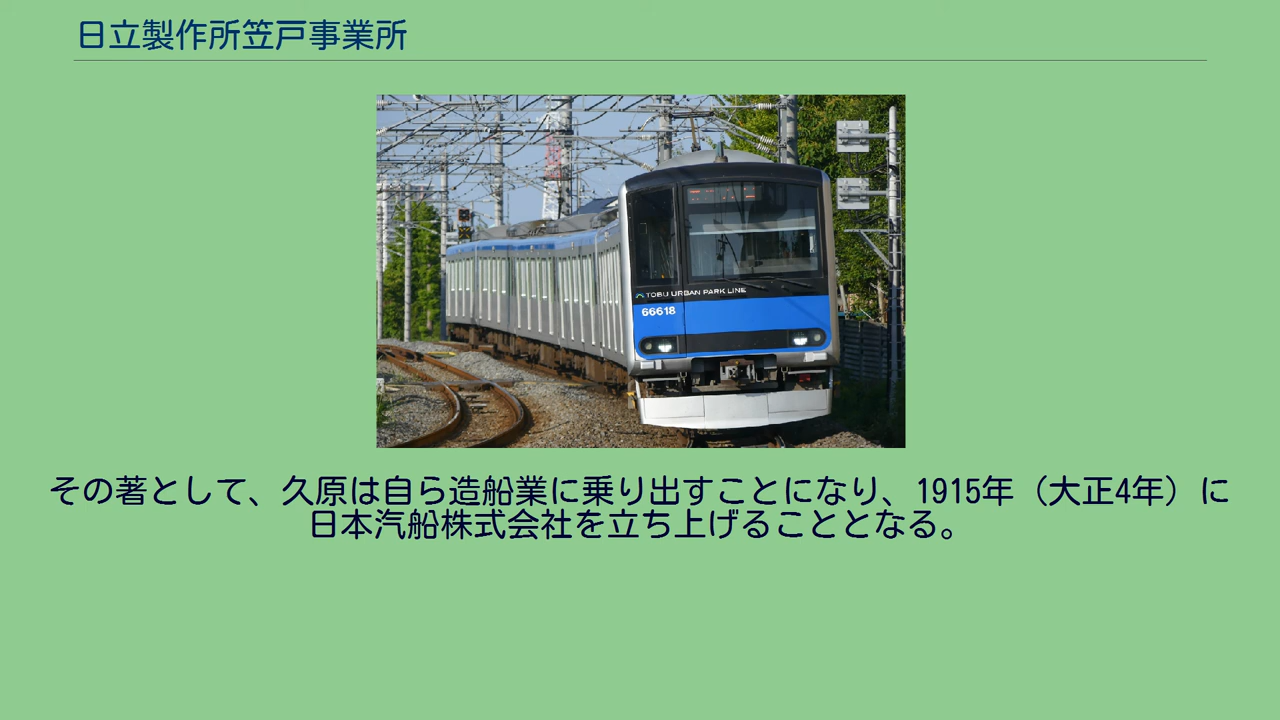 日立製作所笠戸事業所
TOBU URBAN PARK LINE
66618
その著として、久原は自ら造船業に乗り出すことになり、1915年（大正4年）に
日本汽船株式会社を立ち上げることとなる。